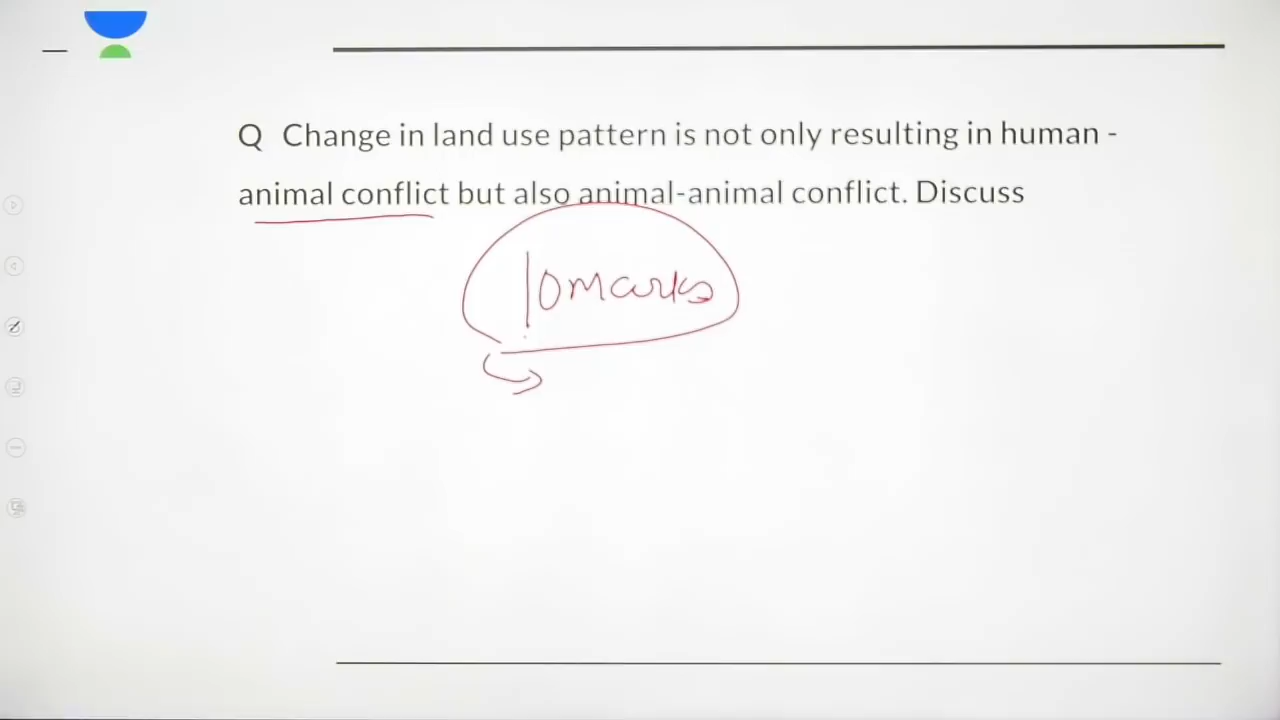 Q Change in land use pattern is not only resulting in human -
animal conflict but also animal-animal conflict. Discuss
10marks